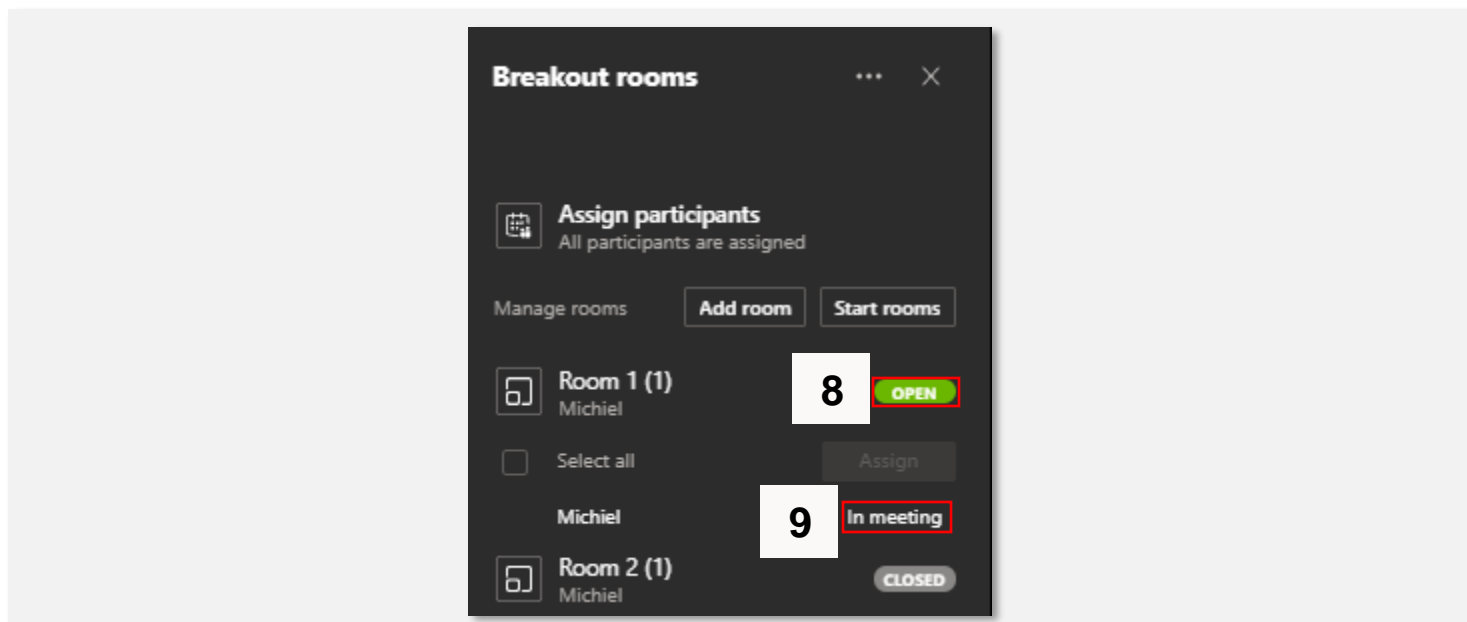 Breakout rooms
Assign participants
All participants are assigned
Manage rooms Add room Start rooms
Room 1 (1) 8 OPEN
Michiel
Select all Assign
Michiel 9 In meeting
Room 2 (1) CLOSED
Michiel